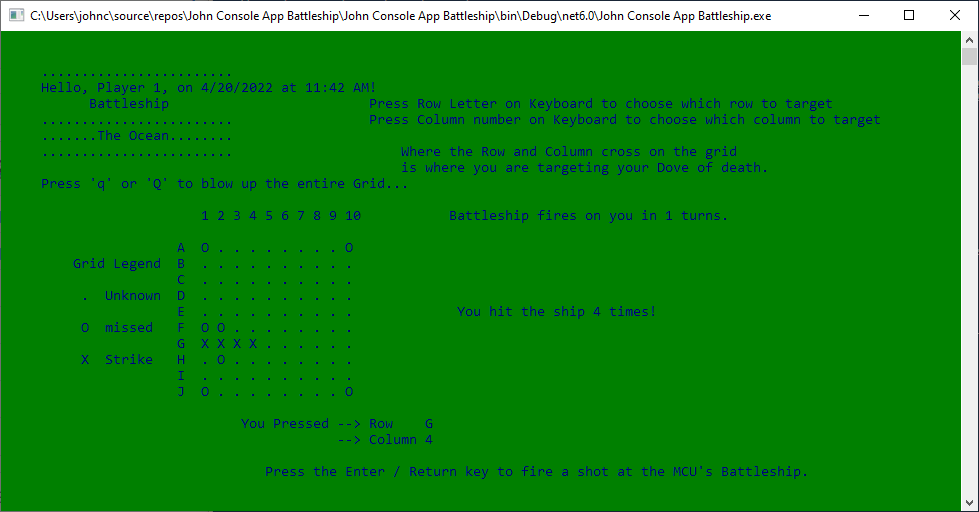 C:\Users\johnc\source\repos\John Console App Battleship\John Console App Battleship\bin\Debug\net6.0\John Console App Battleship.exe
........................
Hello, Player 1, on 4/20/2022 at 11:42 AM!
Battleship Press Row Letter on Keyboard to choose which row to target
........................ Press Column number on Keyboard to choose which column to target
.......The Ocean........
........................ Where the Row and Column cross on the grid
is where you are targeting your Dove of death.
Press 'q' or 'Q' to blow up the entire Grid...
1 2 3 4 5 6 7 8 9 10 Battleship fires on you in 1 turns.
A O . . . . . . . . O
Grid Legend B . . . . . . . . . .
C . . . . . . . . . .
. Unknown D . . . . . . . . . .
E . . . . . . . . . . You hit the ship 4 times!
O missed F O O . . . . . . . .
G X X X X . . . . . .
X Strike H . O . . . . . . . .
I . . . . . . . . . .
J O . . . . . . . . O
You Pressed --> Row G
--> Column 4
Press the Enter / Return key to fire a shot at the MCU's Battleship.